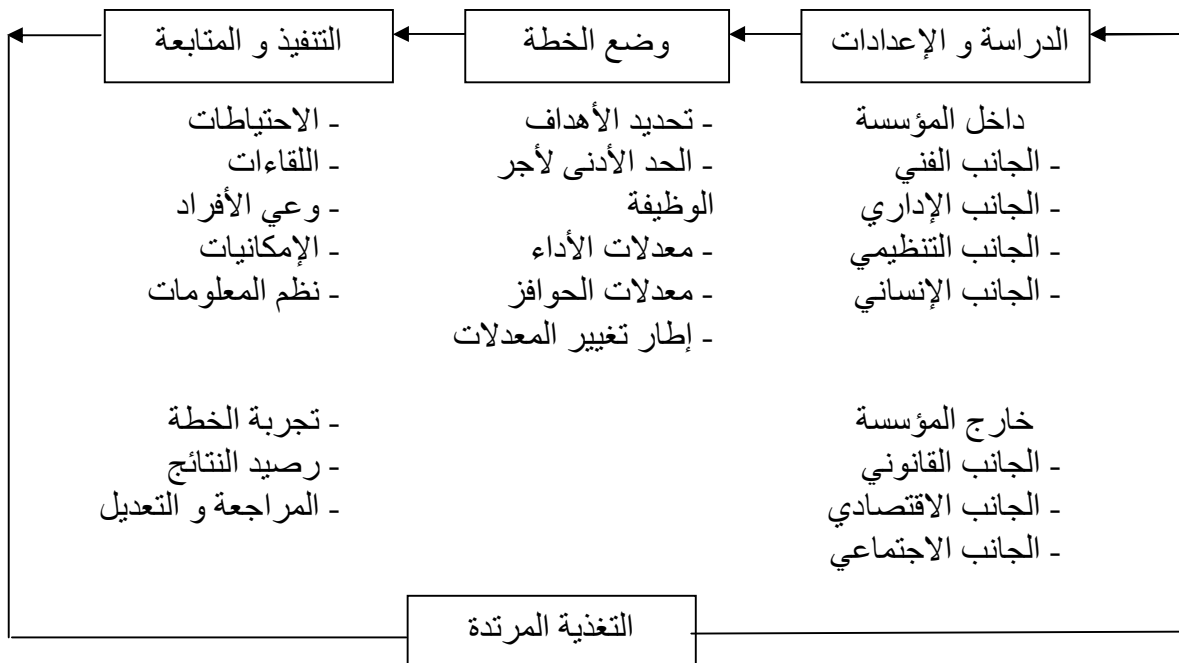 الدراسة و الإعدادات
داخل المؤسسة
- الجانب الفني
- الجانب الإداري
- الجانب التنظيمي
- الجانب الإنساني
خارج المؤسسة
- الجانب القانوني
- الجانب الاقتصادي
- الجانب الاجتماعي
وضع الخطة
- تحديد الأهداف
- الحد الأدنى لأجر
الوظيفة
- معدلات الأداء
- معدلات الحوافز
- إطار تغيير المعدلات
التنفيذ و المتابعة
- الاحتياطات
- اللقاءات
- وعي الأفراد
- الإمكانيات
- نظم المعلومات
- تجربة الخطة
- رصيد النتائج
- المراجعة و التعديل
التغذية المرتدة